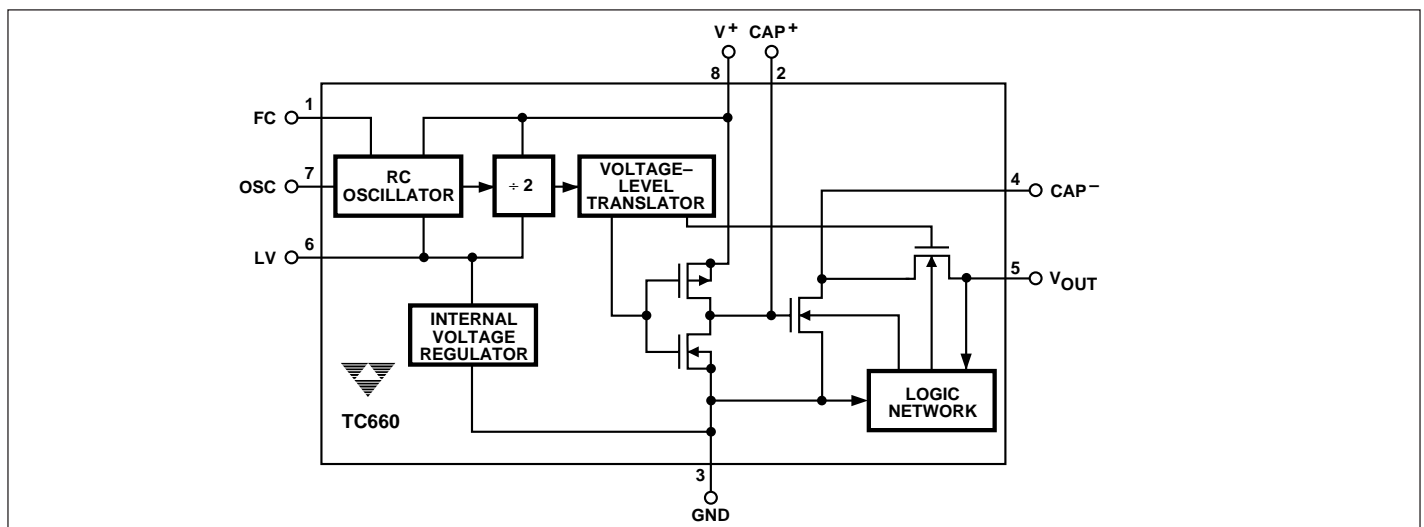 V+ CAP+
8 2
1
FC
7
OSC
RC
OSCILLATOR
÷ 2
VOLTAGE–
LEVEL
TRANSLATOR
4
CAP–
6
LV
5
VOUT
INTERNAL
VOLTAGE
REGULATOR
LOGIC
NETWORK
TC660
3
GND